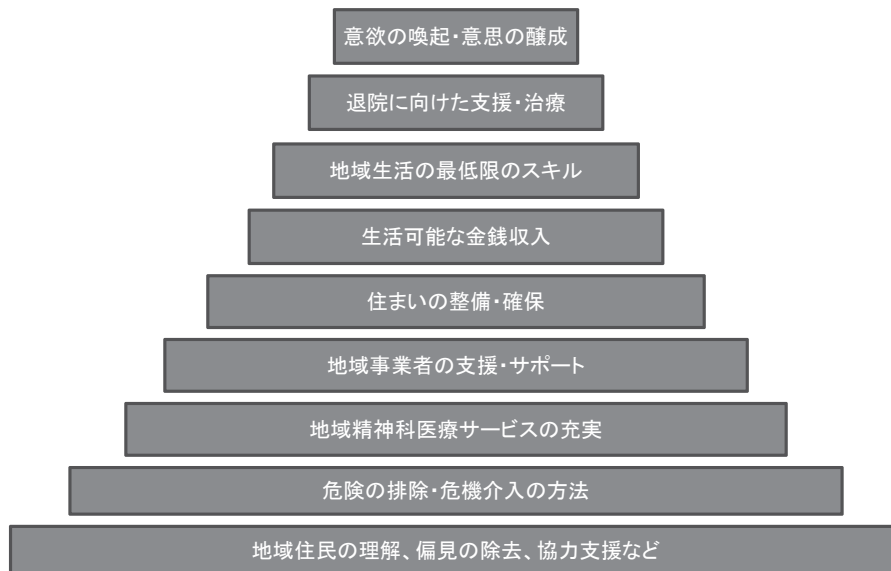 意欲の喚起・意思の醸成
退院に向けた支援・治療
地域生活の最低限のスキル
生活可能な金銭収入
住まいの整備・確保
地域事業者の支援・サポート
地域精神科医療サービスの充実
危険の排除・危機介入の方法
地域住民の理解、偏見の除去、協力支援など